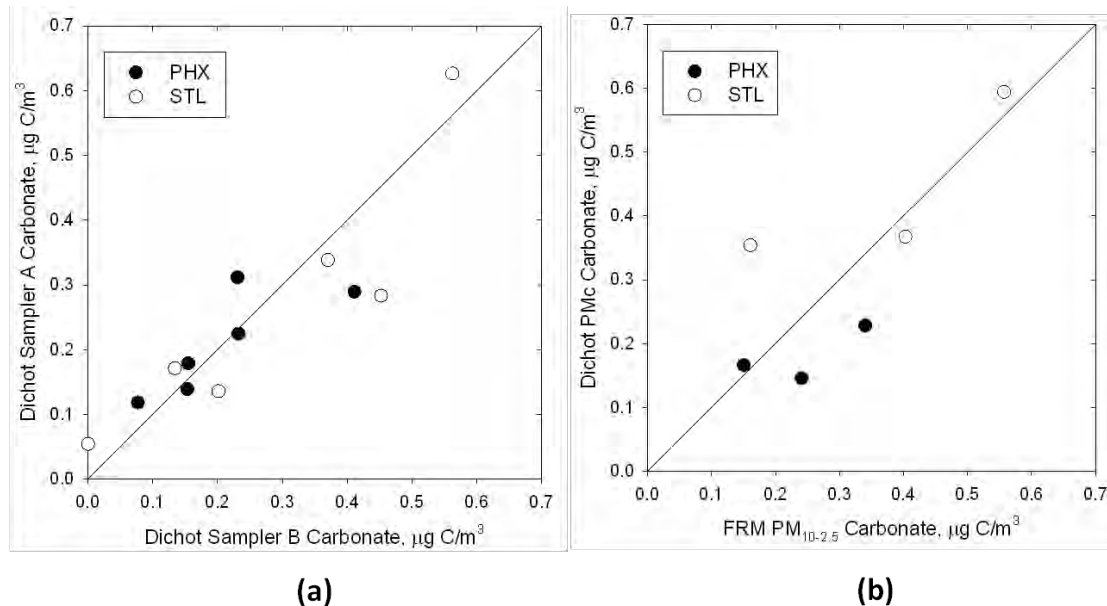 0.7
0.6
0.5
0.4
0.3
0.2
0.1
0.0
Dichot Sampler A Carbonate, μg C/m³
PHX
STL
0.0 0.1 0.2 0.3 0.4 0.5 0.6 0.7
Dichot Sampler B Carbonate, μg C/m³
(a)
0.7
0.6
0.5
0.4
0.3
0.2
0.1
0.0
Dichot PMc Carbonate, μg C/m³
PHX
STL
0.0 0.1 0.2 0.3 0.4 0.5 0.6 0.7
FRM PM₁₀₋₂.₅ Carbonate, μg C/m³
(b)